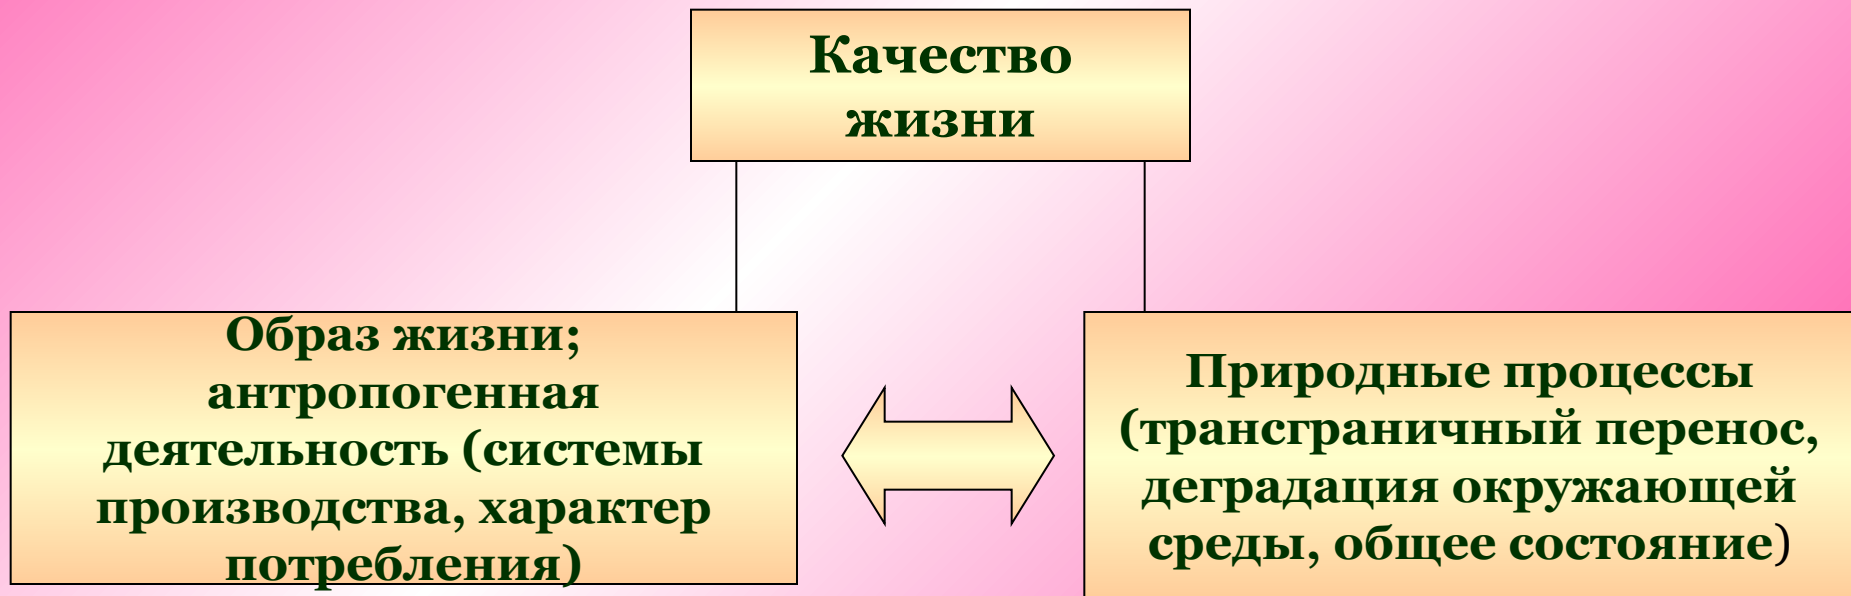 Качество
жизни
Образ жизни;
антропогенная
деятельность (системы
производства, характер
потребления)
Природные процессы
(трансграничный перенос,
деградация окружающей
среды, общее состояние)